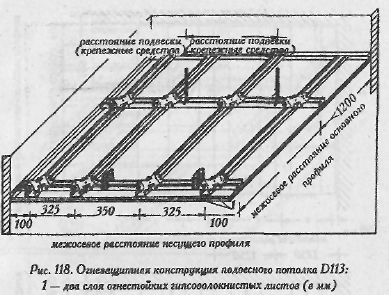 расстояние подвески
(крепежные средства)
расстояние подвески
(крепежные средства)
<1200
межосевое расстояние основного
профиля
325
350
325
100
100
межосевое расстояние несущего профиля
Рис. 118. Огнезащитная конструкция подвесного потолка D113:
1 — два слоя огнестойких гипсоволокнистых листов (в мм)